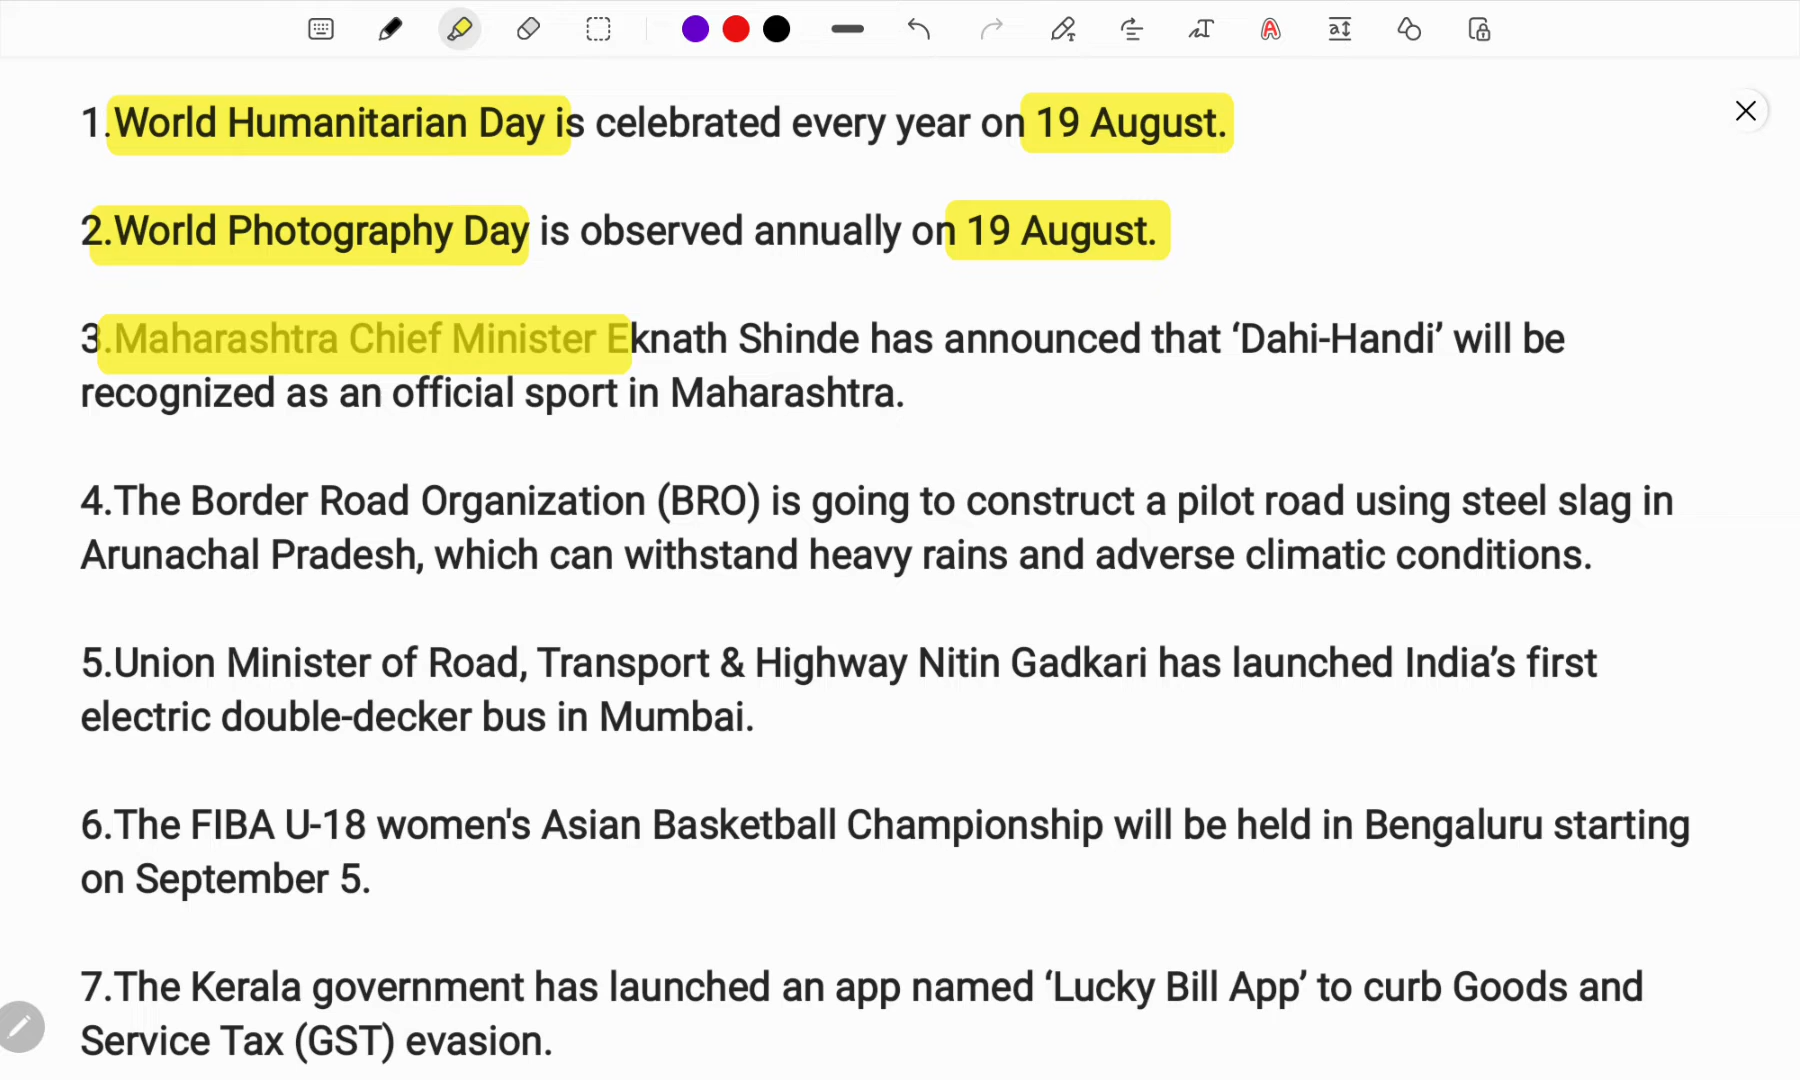 1.World Humanitarian Day is celebrated every year on 19 August.
2.World Photography Day is observed annually on 19 August.
3.Maharashtra Chief Minister Eknath Shinde has announced that ‘Dahi-Handi’ will be
recognized as an official sport in Maharashtra.
4.The Border Road Organization (BRO) is going to construct a pilot road using steel slag in
Arunachal Pradesh, which can withstand heavy rains and adverse climatic conditions.
5.Union Minister of Road, Transport & Highway Nitin Gadkari has launched India’s first
electric double-decker bus in Mumbai.
6.The FIBA U-18 women's Asian Basketball Championship will be held in Bengaluru starting
on September 5.
7.The Kerala government has launched an app named ‘Lucky Bill App’ to curb Goods and
Service Tax (GST) evasion.